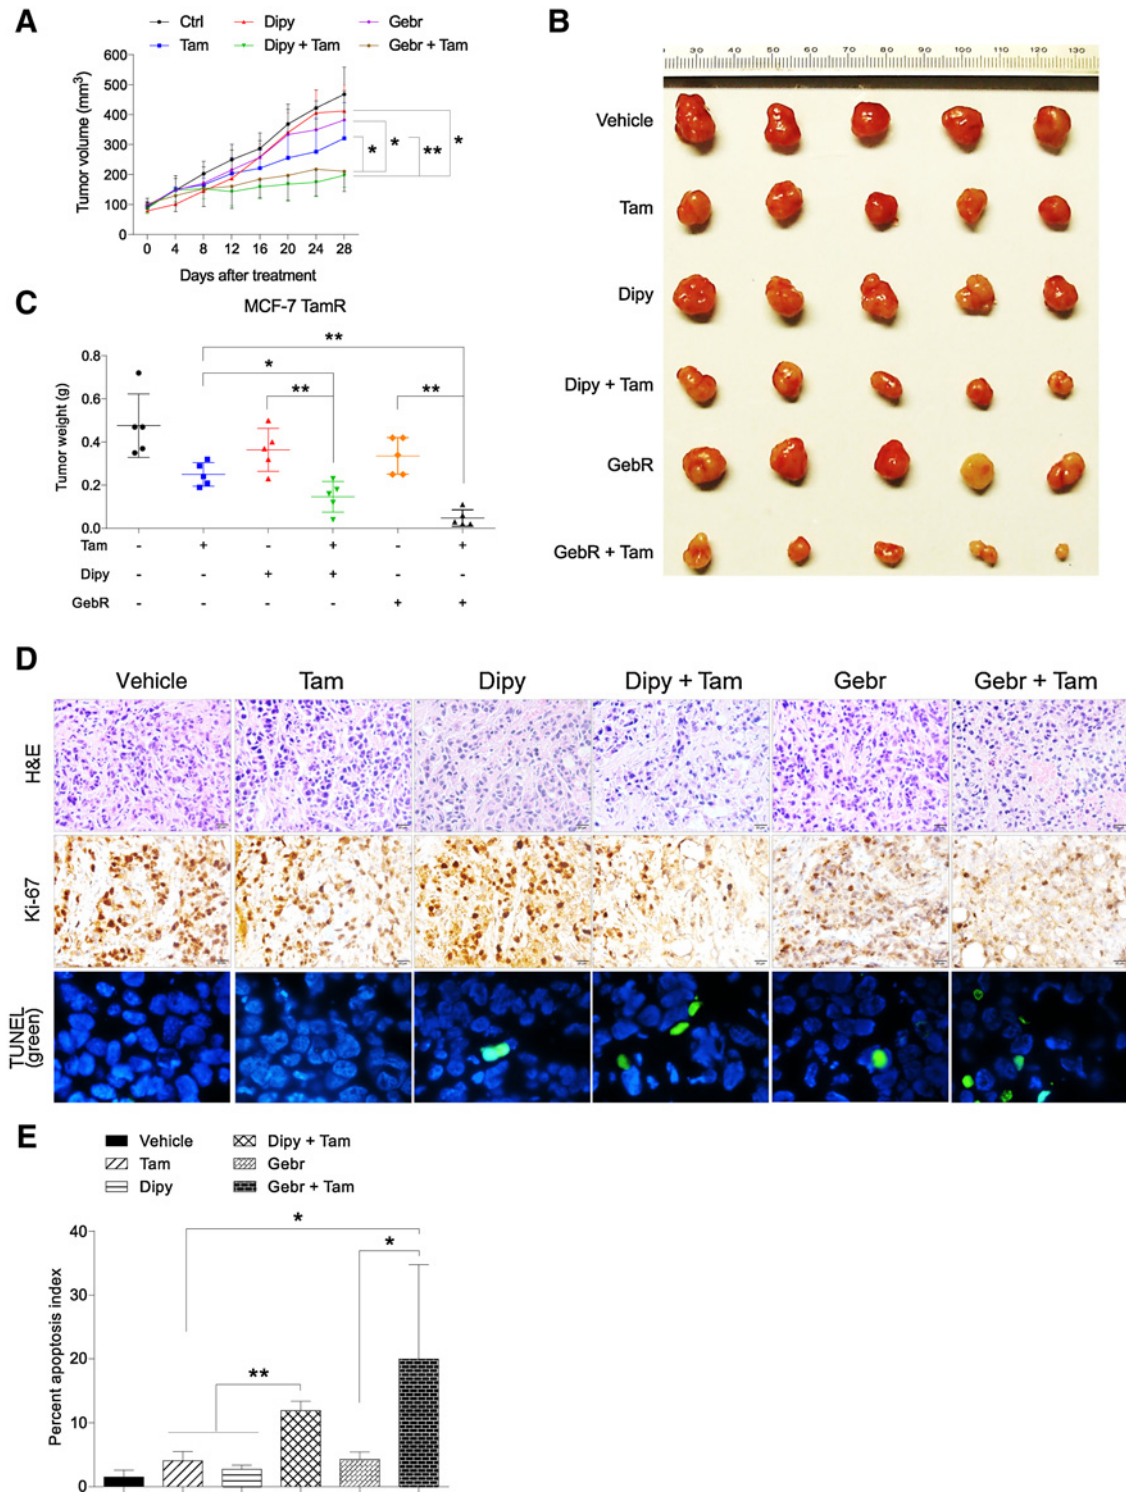 A
Ctrl Dipy Gebr
Tam Dipy + Tam Gebr + Tam
Tumor volume (mm³)
600
500
400
300
200
100
0
0 4 8 12 16 20 24 28
Days after treatment
* * ** *
B
30 50 60 80 90 100 120 130
Vehicle
Tam
Dipy
Dipy + Tam
GebR
GebR + Tam
C
MCF-7 TamR
Tumor weight (g)
0.8
0.6
0.4
0.2
0.0
**
*
** **
Tam - + - + - +
Dipy - - + + - -
GebR - - - - + +
D
Vehicle Tam Dipy Dipy + Tam Gebr Gebr + Tam
H&E
Ki-67
TUNEL
(green)
E
Vehicle Dipy + Tam
Tam Gebr
Dipy Gebr + Tam
Percent apoptosis index
40
30
20
10
0
*
*
**